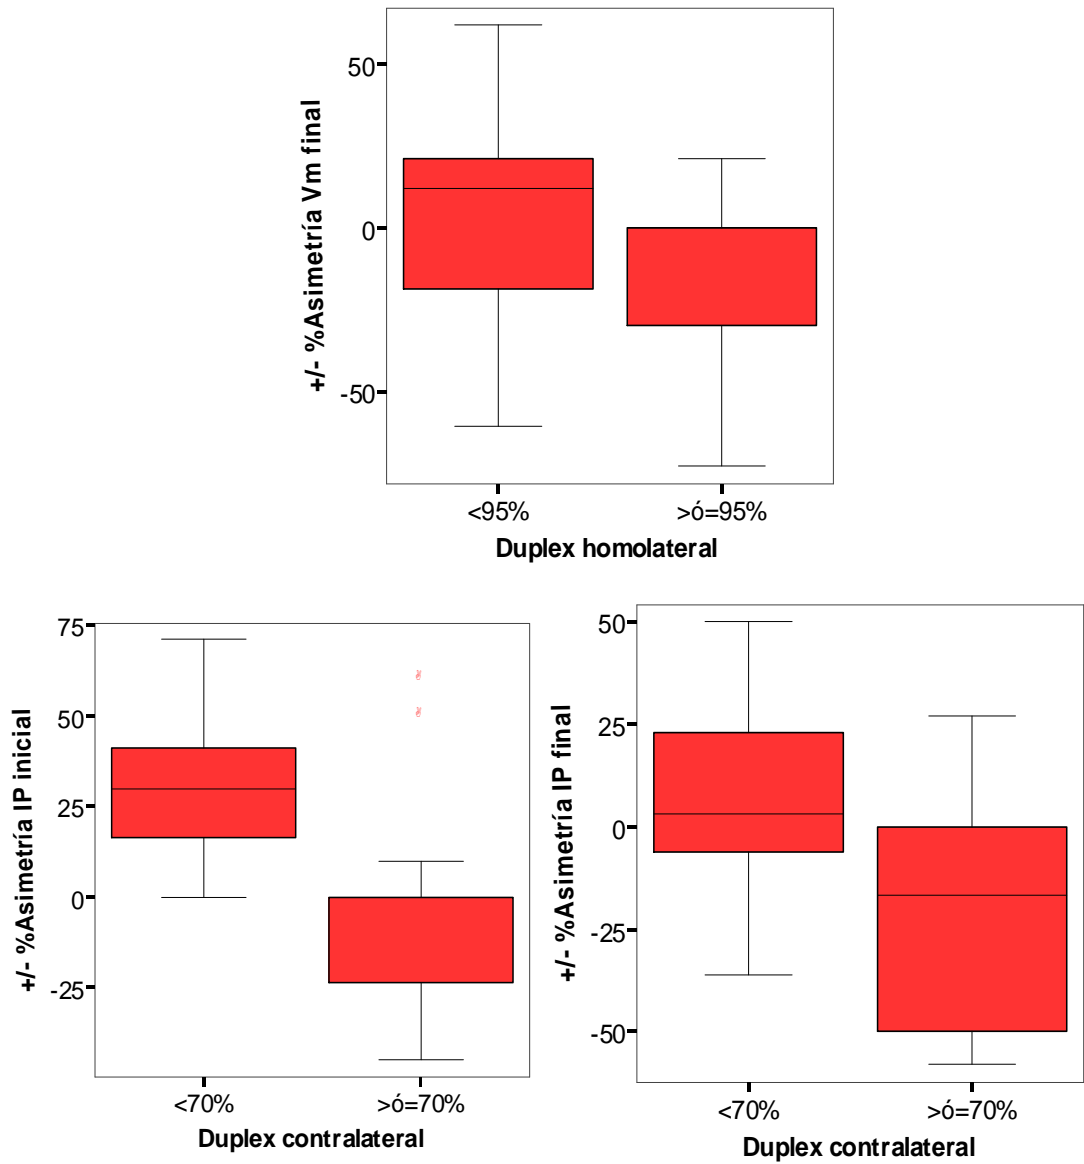 +/- %Asimetría Vm final
50
0
-50
<95%
>ó=95%
Duplex homolateral
+/- %Asimetría IP inicial
75
50
25
0
-25
<70%
>ó=70%
Duplex contralateral
+/- %Asimetría IP final
50
25
0
-25
-50
<70%
>ó=70%
Duplex contralateral